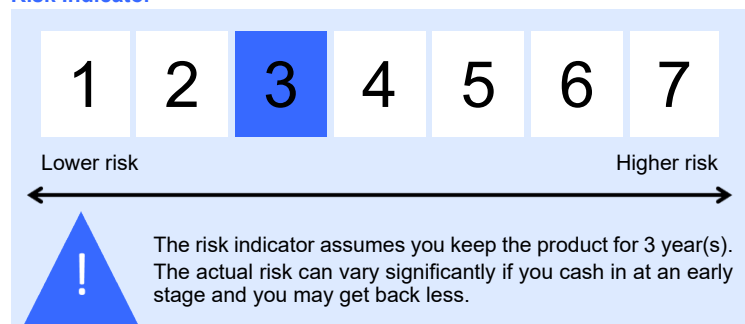 Risk Indicator
1 2 3 4 5 6 7
Lower risk Higher risk
!
The risk indicator assumes you keep the product for 3 year(s).
The actual risk can vary significantly if you cash in at an early
stage and you may get back less.